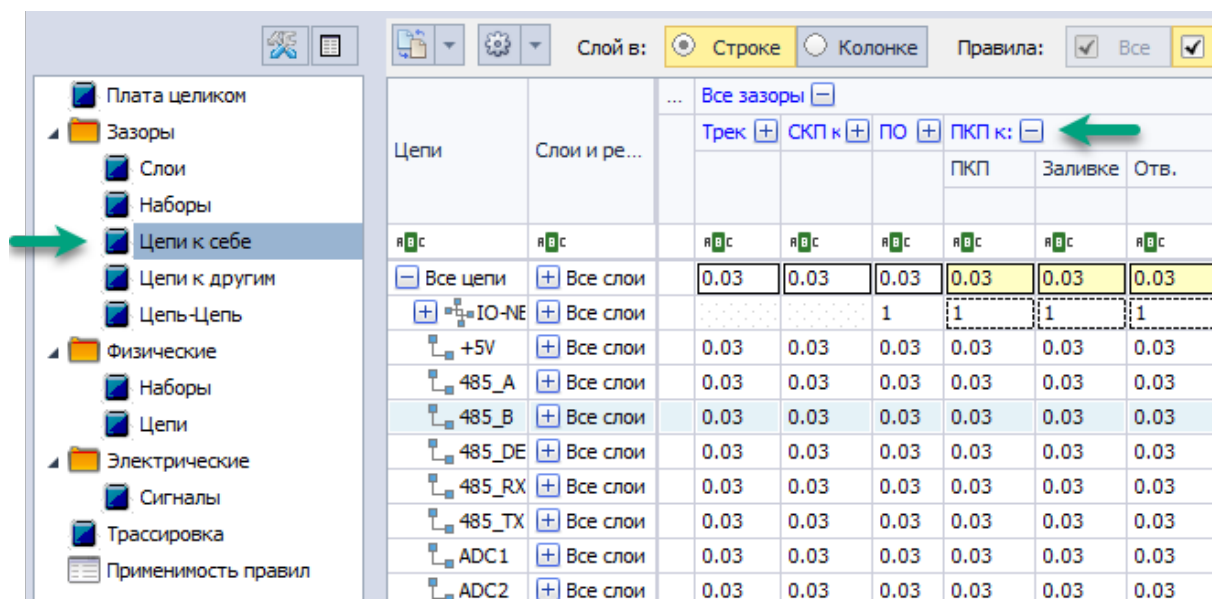 Слой в: Строке Колонке Правила: Все
Плата целиком
Зазоры
Слои
Наборы
Цепи к себе
Цепи к другим
Цепь-Цепь
Физические
Наборы
Цепи
Электрические
Сигналы
Трассировка
Применимость правил
... Все зазоры
Цепи Слои и ре... Трек СКП к ПО ПКП к:
ПКП Заливке Отв.
ABC ABC ABC ABC ABC ABC ABC ABC
Все цепи Все слои 0.03 0.03 0.03 0.03 0.03 0.03
IO-NE Все слои 1 1 1 1
+5V Все слои 0.03 0.03 0.03 0.03 0.03 0.03
485_A Все слои 0.03 0.03 0.03 0.03 0.03 0.03
485_B Все слои 0.03 0.03 0.03 0.03 0.03 0.03
485_DE Все слои 0.03 0.03 0.03 0.03 0.03 0.03
485_RX Все слои 0.03 0.03 0.03 0.03 0.03 0.03
485_TX Все слои 0.03 0.03 0.03 0.03 0.03 0.03
ADC1 Все слои 0.03 0.03 0.03 0.03 0.03 0.03
ADC2 Все слои 0.03 0.03 0.03 0.03 0.03 0.03